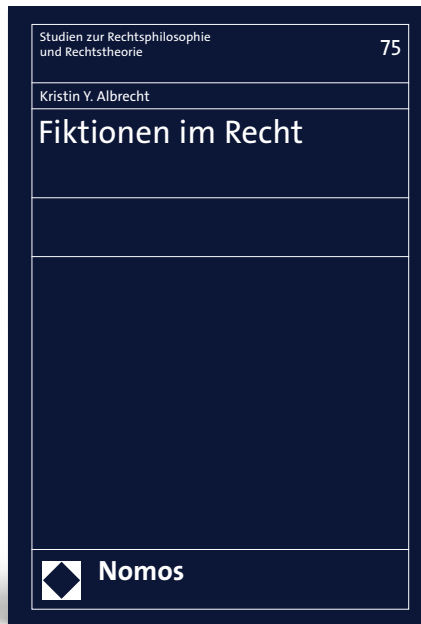 Studien zur Rechtsphilosophie
und Rechtstheorie
75
Kristin Y. Albrecht
Fiktionen im Recht
Nomos